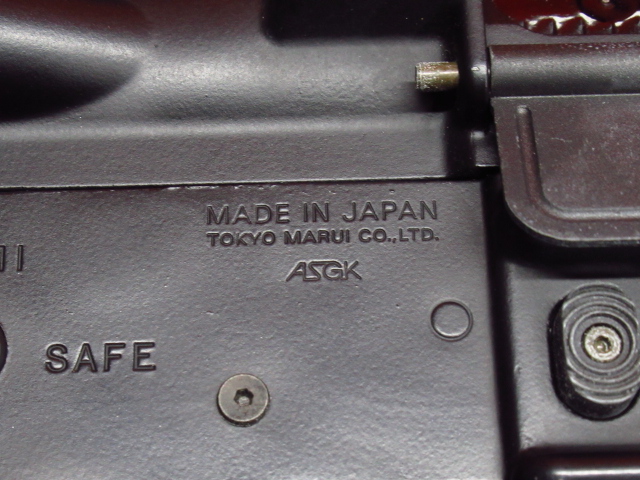 MADE IN JAPAN
TOKYO MARUI CO.,LTD.
ASGK
SAFE